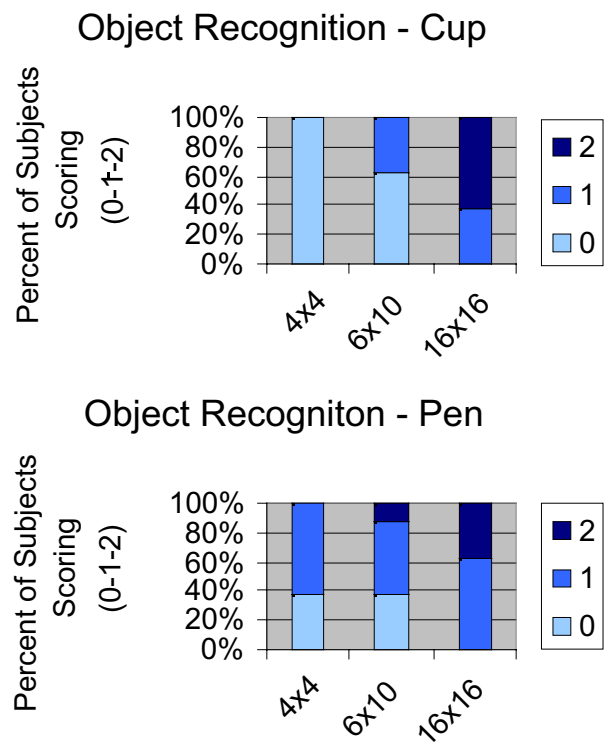 Object Recognition - Cup
Percent of Subjects
Scoring
(0-1-2)
100%
80%
60%
40%
20%
0%
4x4
6x10
16x16
2
1
0
Object Recogniton - Pen
Percent of Subjects
Scoring
(0-1-2)
100%
80%
60%
40%
20%
0%
4x4
6x10
16x16
2
1
0